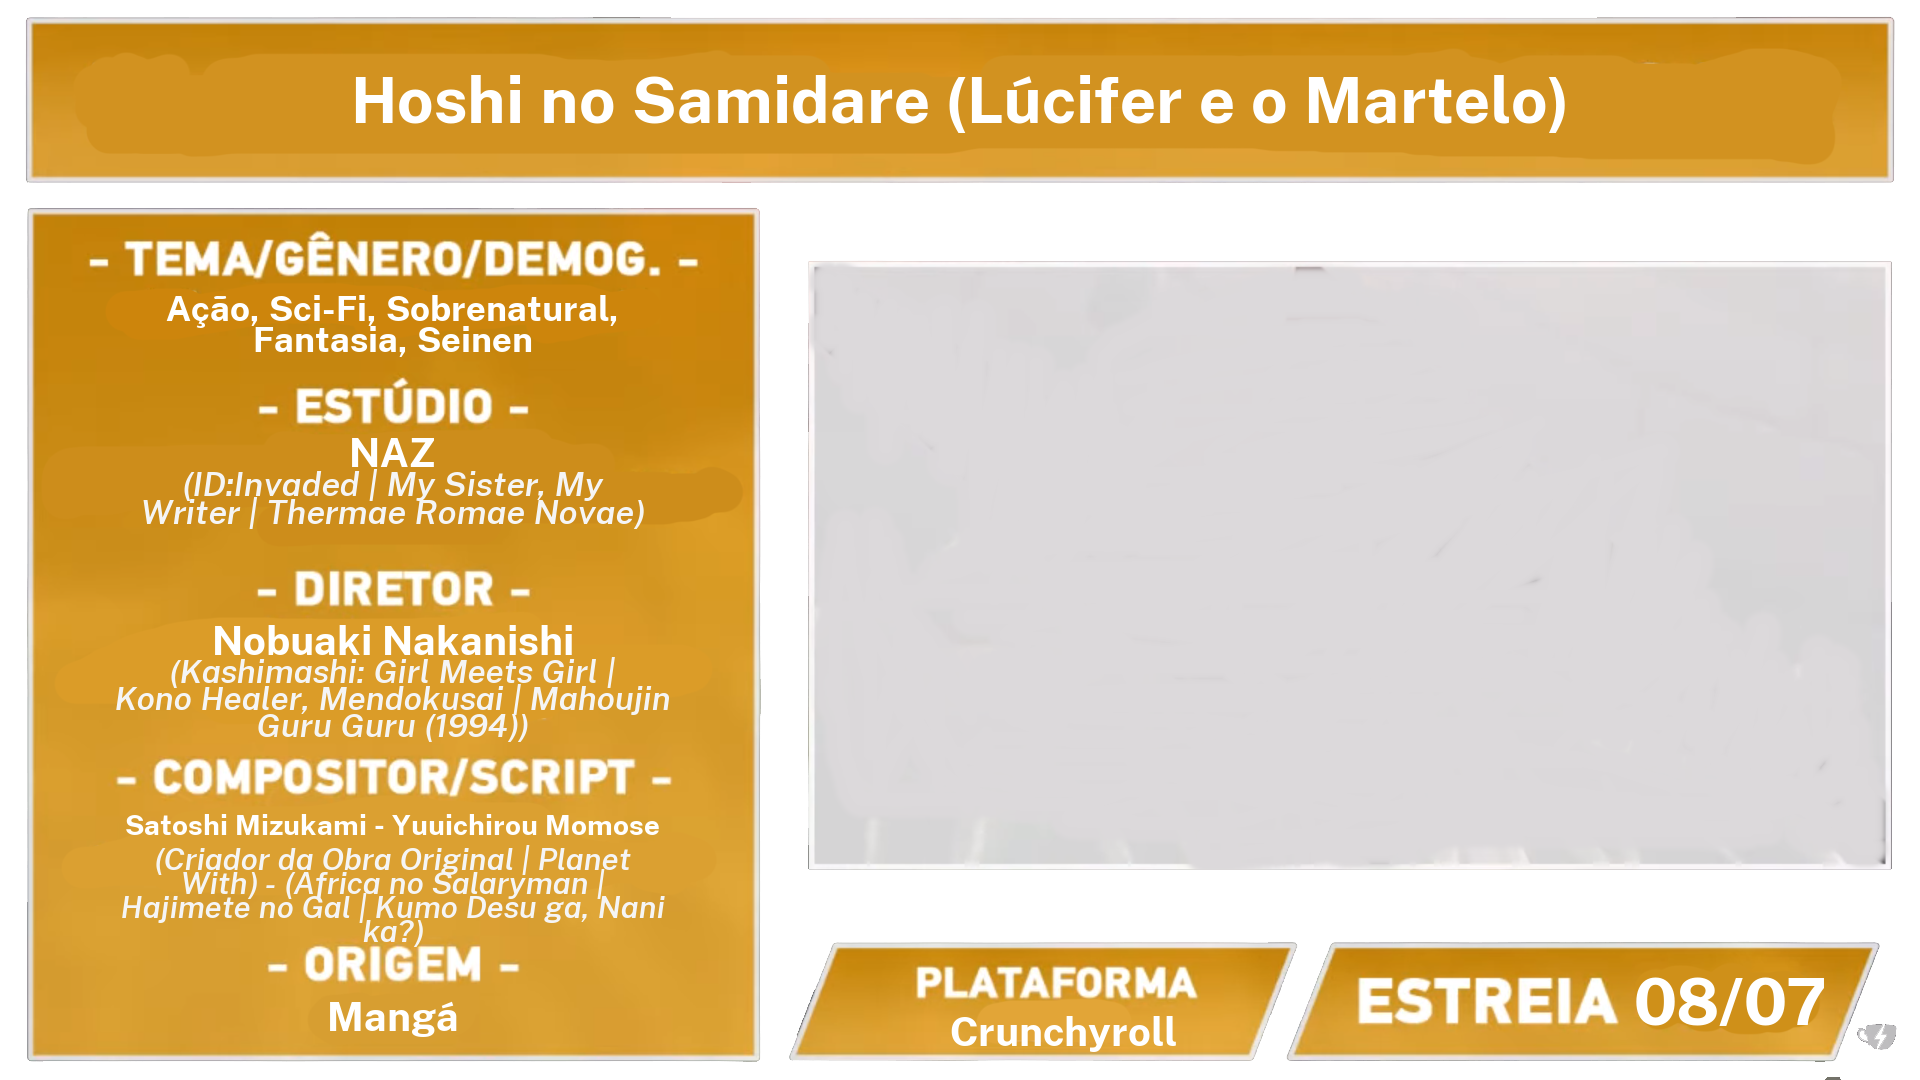 Hoshi no Samidare (Lúcifer e o Martelo)
- TEMA/GÊNERO/DEMOG. -
Ação, Sci-Fi, Sobrenatural,
Fantasia, Seinen
- ESTÚDIO -
NAZ
(ID:Invaded | My Sister, My
Writer | Thermae Romae Novae)
- DIRETOR -
Nobuaki Nakanishi
(Kashimashi: Girl Meets Girl |
Kono Healer, Mendokusai | Mahoujin
Guru Guru (1994))
- COMPOSITOR/SCRIPT -
Satoshi Mizukami - Yuuichirou Momose
(Criador da Obra Original | Planet
With) - (Africa no Salaryman |
Hajimete no Gal | Kumo Desu ga, Nani
ka?)
- ORIGEM -
Mangá
PLATAFORMA
Crunchyroll
ESTREIA 08/07